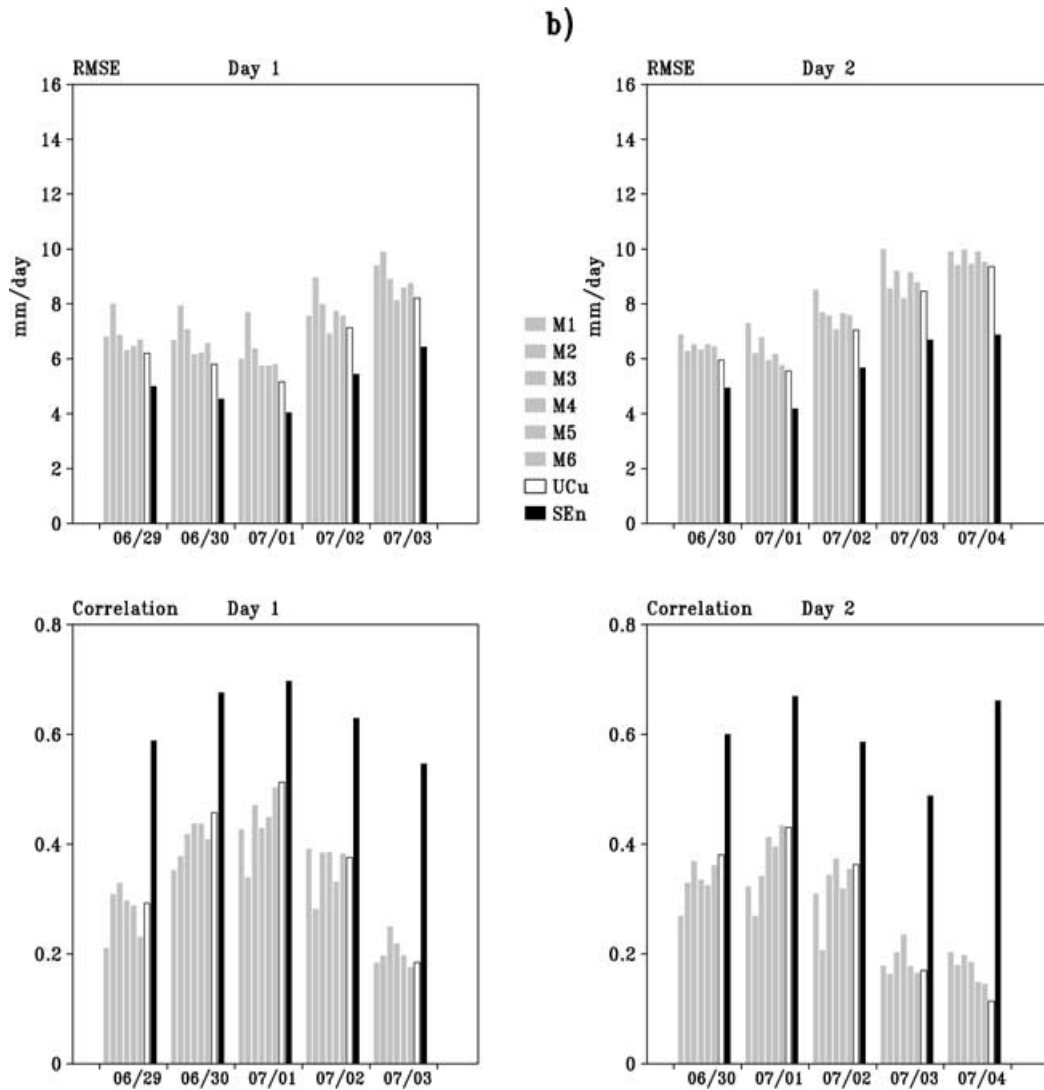 b)
RMSE Day 1
16
14
12
10
8
6
4
2
0
mm/day
06/29 06/30 07/01 07/02 07/03
RMSE Day 2
16
14
12
10
8
6
4
2
0
mm/day
06/30 07/01 07/02 07/03 07/04
M1
M2
M3
M4
M5
M6
UCu
SEn
Correlation Day 1
0.8
0.6
0.4
0.2
0
06/29 06/30 07/01 07/02 07/03
Correlation Day 2
0.8
0.6
0.4
0.2
0
06/30 07/01 07/02 07/03 07/04